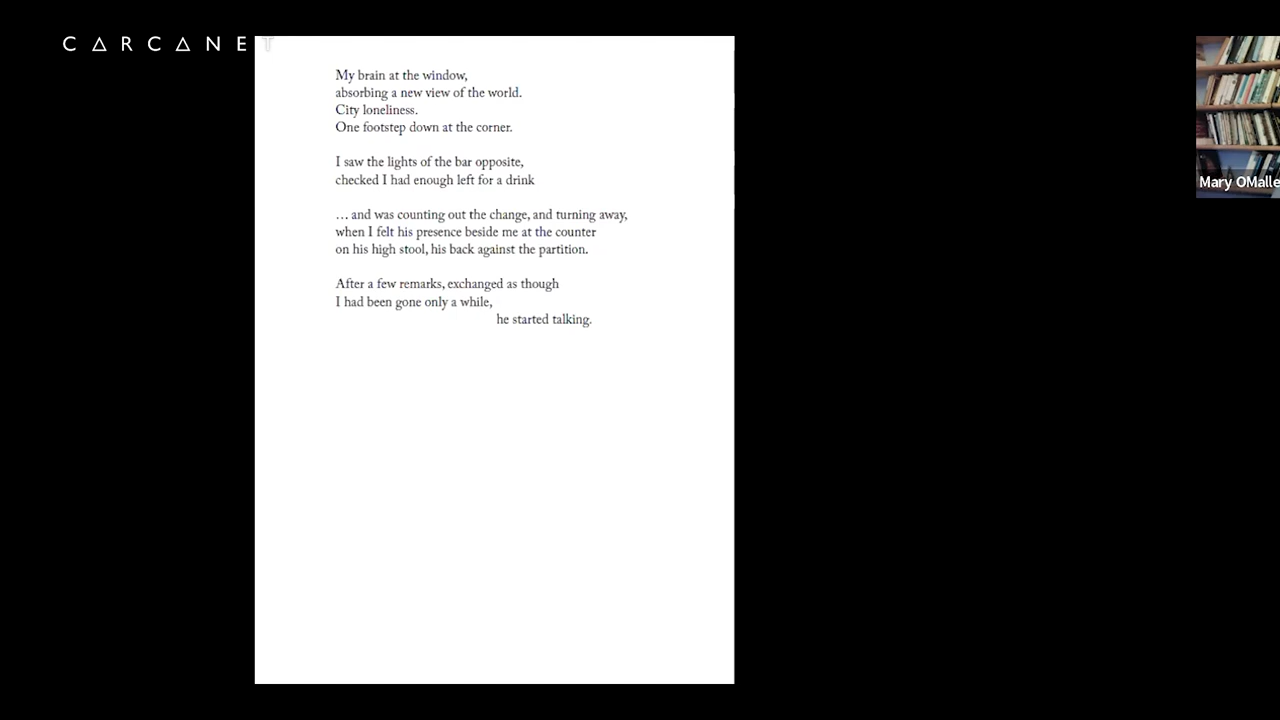 CARCANET
My brain at the window,
absorbing a new view of the world.
City loneliness.
One footstep down at the corner.
I saw the lights of the bar opposite,
checked I had enough left for a drink
… and was counting out the change, and turning away,
when I felt his presence beside me at the counter
on his high stool, his back against the partition.
After a few remarks, exchanged as though
I had been gone only a while,
he started talking.
Mary OMalle